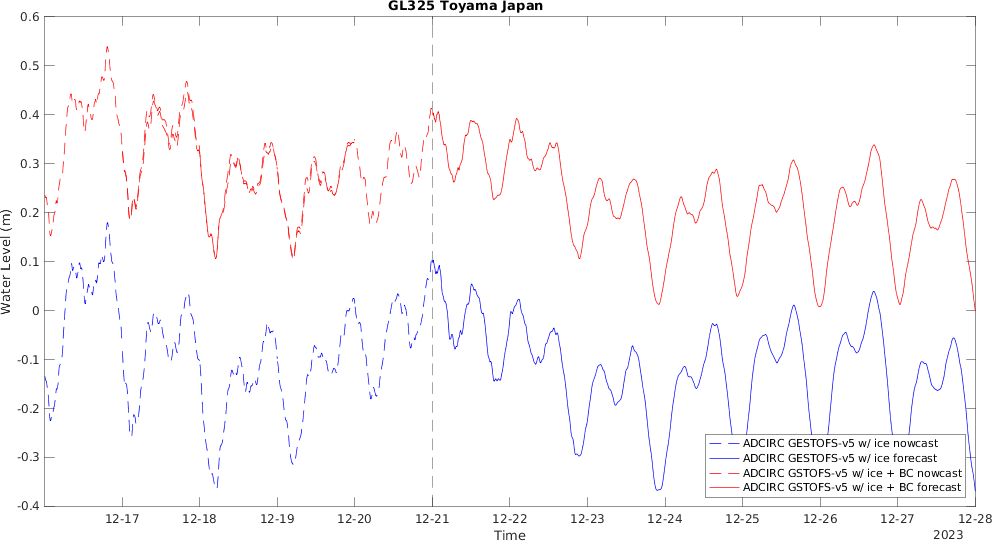 GL325 Toyama Japan
0.6
0.5
0.4
0.3
0.2
0.1
0
-0.1
-0.2
-0.3
-0.4
Water Level (m)
ADCIRC GESTOFS-v5 w/ ice nowcast
ADCIRC GESTOFS-v5 w/ ice forecast
ADCIRC GSTOFS-v5 w/ ice + BC nowcast
ADCIRC GSTOFS-v5 w/ ice + BC forecast
12-17 12-18 12-19 12-20 12-21 12-22 12-23 12-24 12-25 12-26 12-27 12-28
Time
2023